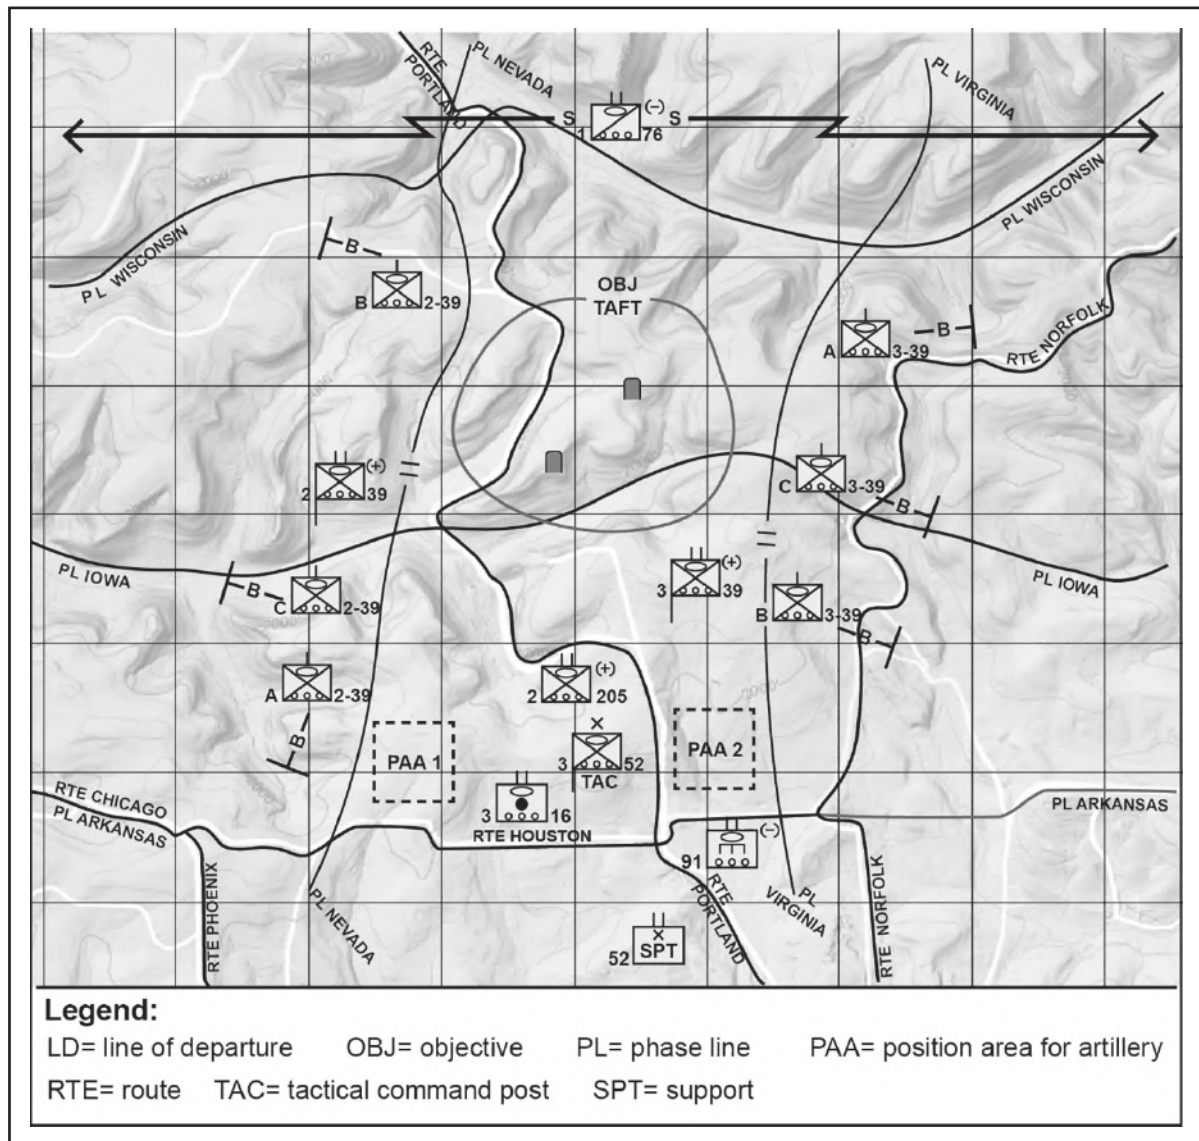 RTE PORTLAND
PL NEVADA
PL VIRGINIA
S (–) S
1 76
PL WISCONSIN
PL WISCONSIN
B
B 2-39
OBJ
TAFT
A 3-39
B
RTE NORFOLK
2 (+) 39
C 3-39
B
PL IOWA
B
C 2-39
3 (+) 39
B 3-39
B
PL IOWA
A 2-39
B
2 (+) 205
PAA 1
3 52
TAC
PAA 2
RTE CHICAGO
PL ARKANSAS
3 16
RTE HOUSTON
PL ARKANSAS
91 (–)
RTE PHOENIX
PL NEVADA
RTE PORTLAND
PL VIRGINIA
RTE NORFOLK
52 SPT
2000
2000
2000
2000
Legend:
LD= line of departure OBJ= objective PL= phase line PAA= position area for artillery
RTE= route TAC= tactical command post SPT= support